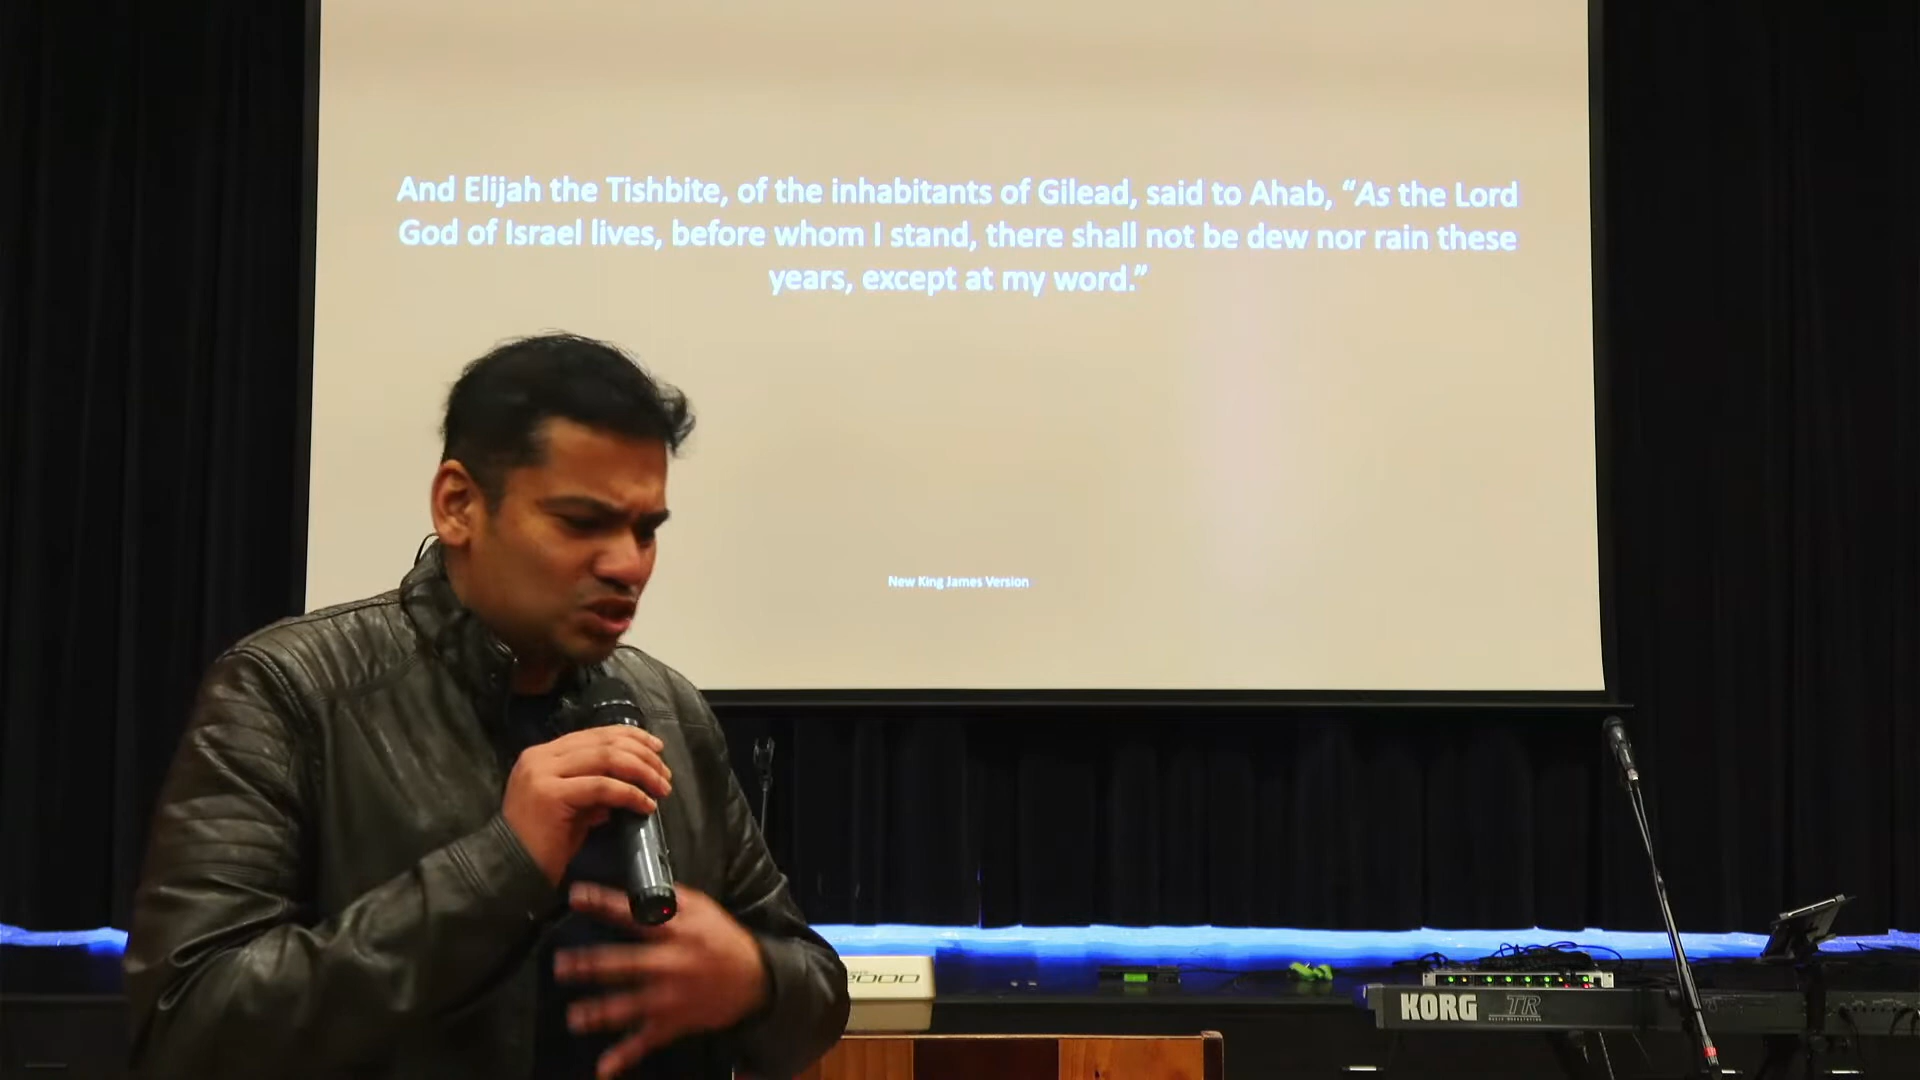 And Elijah the Tishbite, of the inhabitants of Gilead, said to Ahab, “As the Lord
God of Israel lives, before whom I stand, there shall not be dew nor rain these
years, except at my word.”
New King James Version
KORG TR